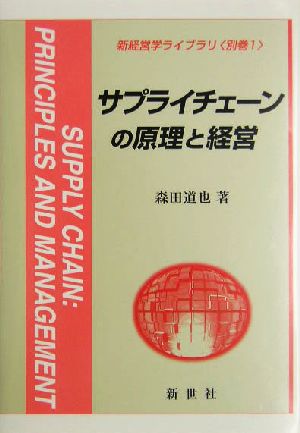 新経営学ライブラリ〈別巻1〉
サプライチェーン
の原理と経営
森田道也 著
新世社
SUPPLY CHAIN:
PRINCIPLES AND MANAGEMENT